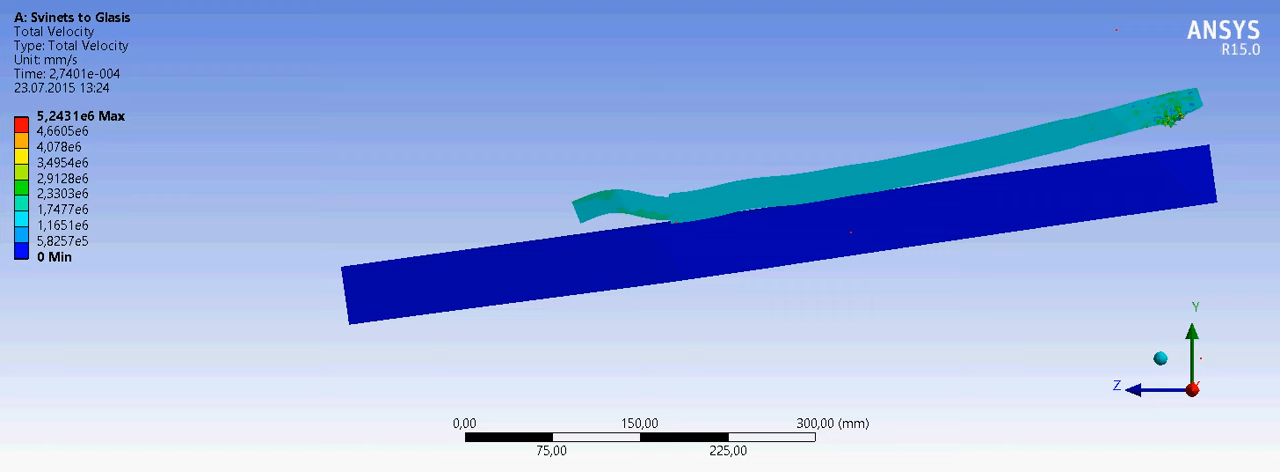 A: Svinets to Glasis
Total Velocity
Type: Total Velocity
Unit: mm/s
Time: 2,7401e-004
23.07.2015 13:24
ANSYS
R15.0
5,2431e6 Max
4,6605e6
4,078e6
3,4954e6
2,9128e6
2,3303e6
1,7477e6
1,1651e6
5,8257e5
0 Min
Y
Z
X
0,00 150,00 300,00 (mm)
75,00 225,00